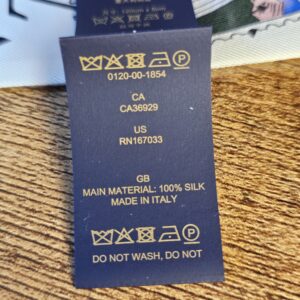 0120-00-1854
CA
CA36929
US
RN167033
GB
MAIN MATERIAL: 100% SILK
MADE IN ITALY
DO NOT WASH, DO NOT